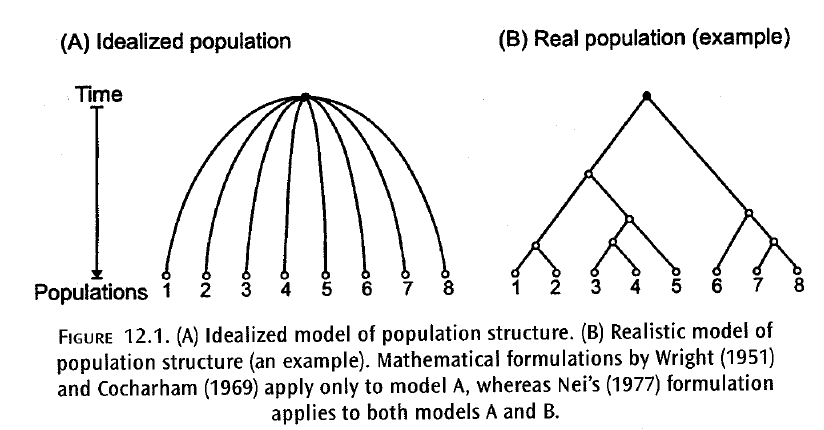 (A) Idealized population
(B) Real population (example)
Time
Populations 1 2 3 4 5 6 7 8
1 2 3 4 5 6 7 8
FIGURE 12.1. (A) Idealized model of population structure. (B) Realistic model of
population structure (an example). Mathematical formulations by Wright (1951)
and Cocharham (1969) apply only to model A, whereas Nei's (1977) formulation
applies to both models A and B.